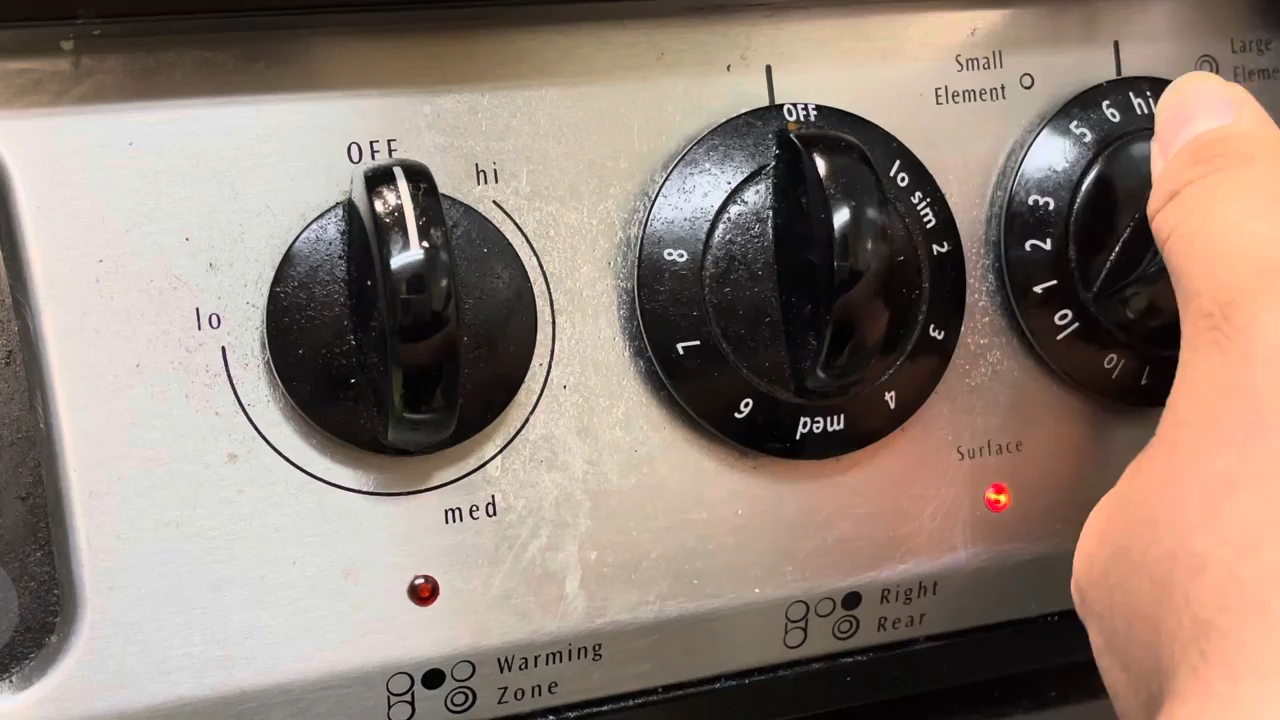 OFF
hi
lo
med
OFF
lo sim 2
3
4
med
6
7
8
Small
Element
Large
5 6 hi
3
2
1
lo
lo
1
Surface
Warming
Zone
Right
Rear